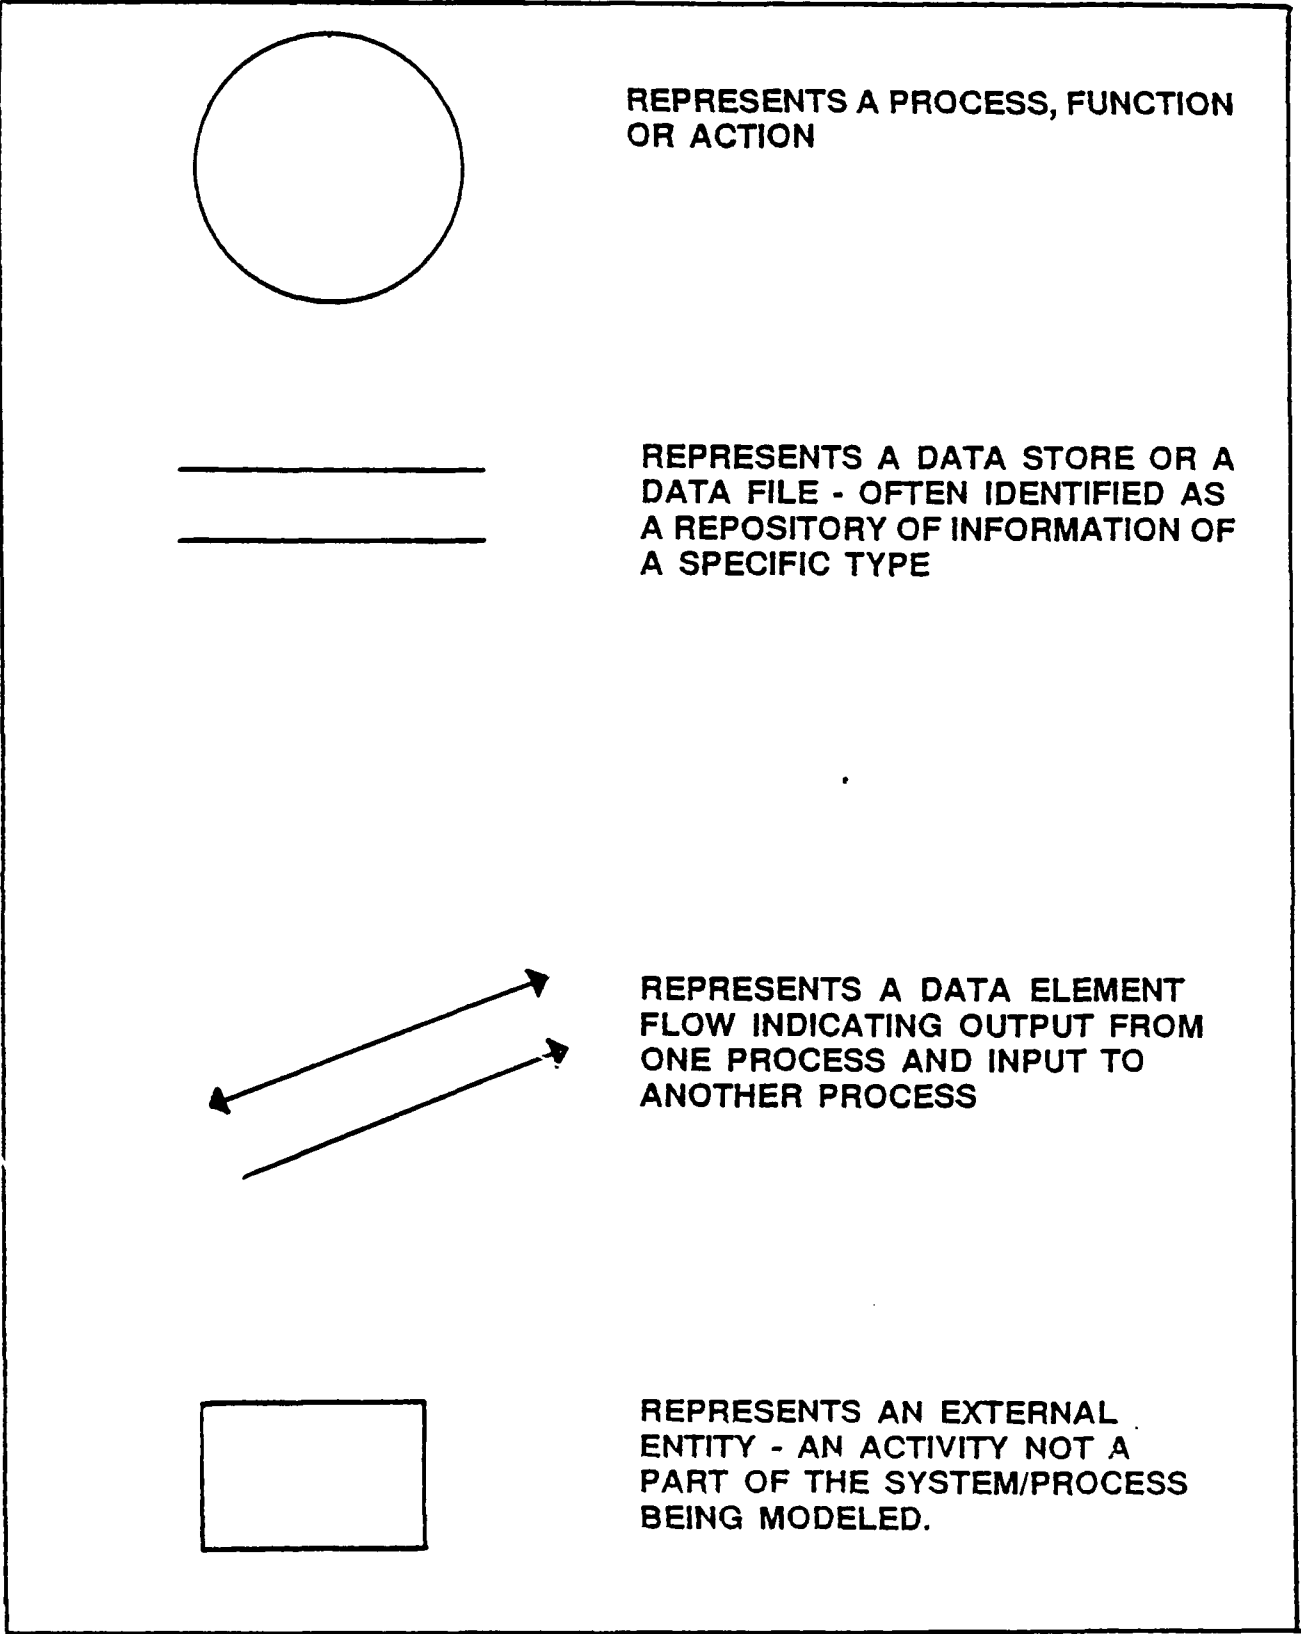 REPRESENTS A PROCESS, FUNCTION
OR ACTION
REPRESENTS A DATA STORE OR A
DATA FILE - OFTEN IDENTIFIED AS
A REPOSITORY OF INFORMATION OF
A SPECIFIC TYPE
REPRESENTS A DATA ELEMENT
FLOW INDICATING OUTPUT FROM
ONE PROCESS AND INPUT TO
ANOTHER PROCESS
REPRESENTS AN EXTERNAL
ENTITY - AN ACTIVITY NOT A
PART OF THE SYSTEM/PROCESS
BEING MODELED.